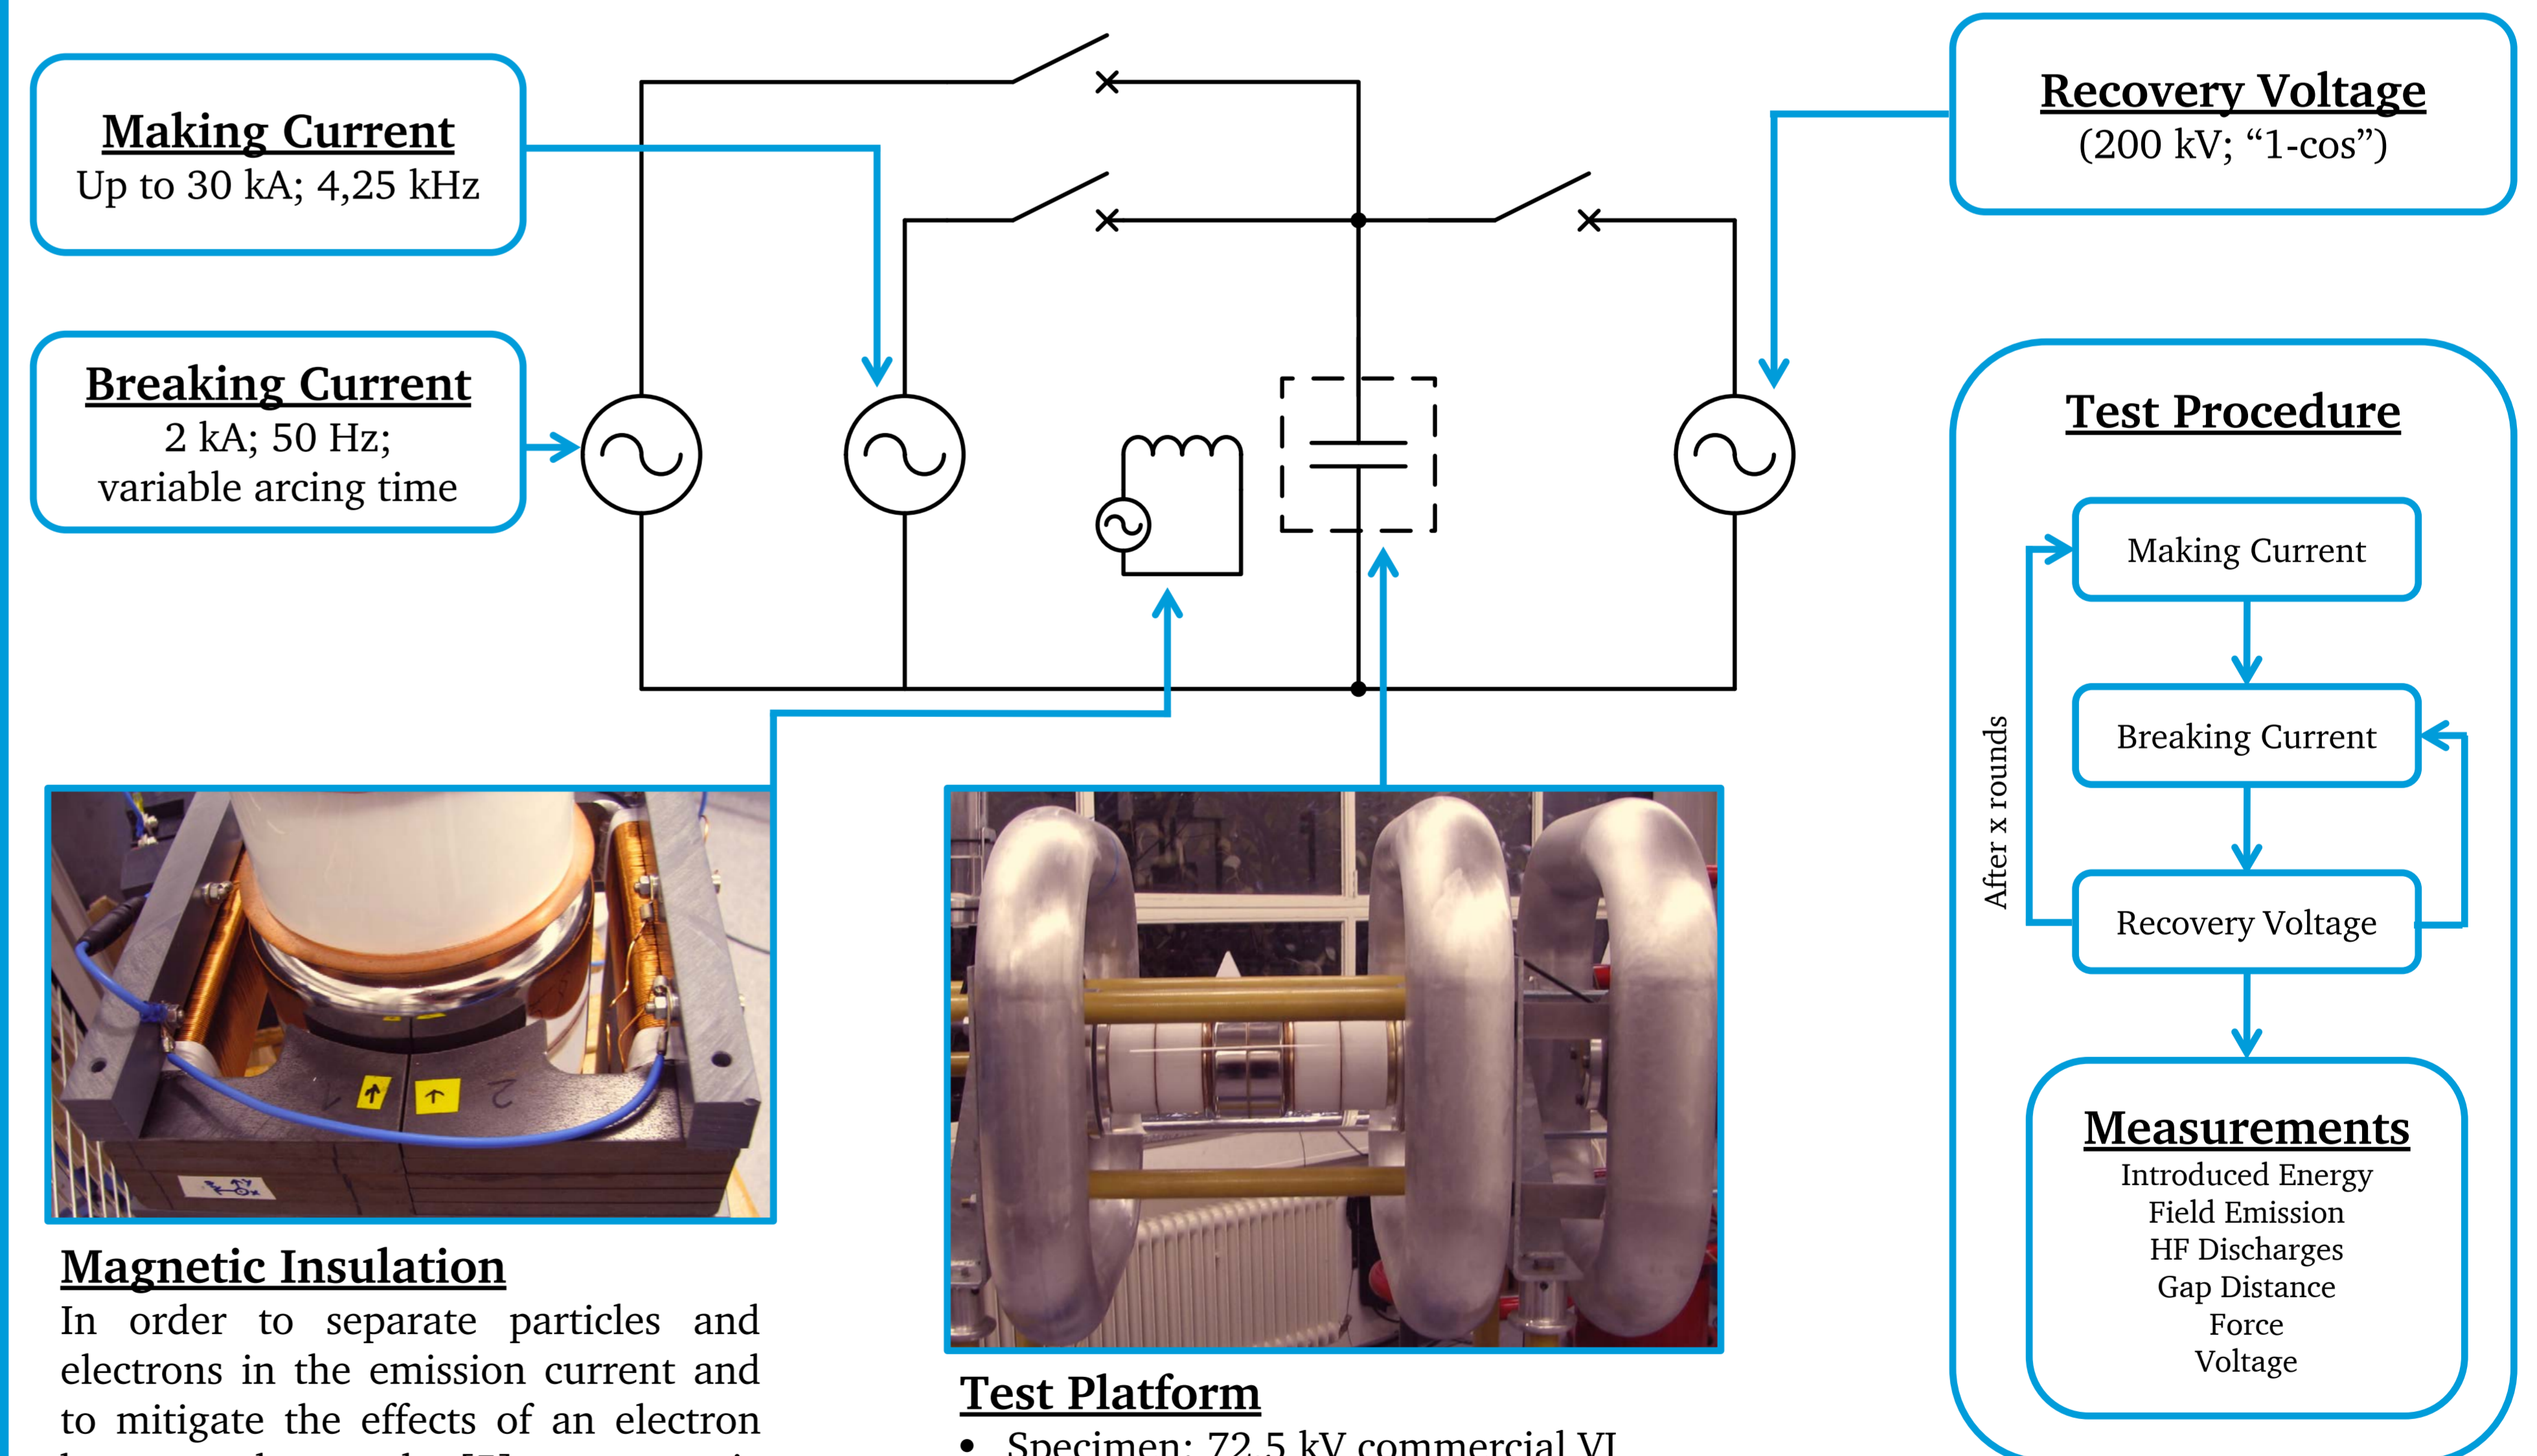 Making Current
Up to 30 kA; 4,25 kHz
Breaking Current
2 kA; 50 Hz;
variable arcing time
Recovery Voltage
(200 kV; “1-cos”)
Test Procedure
Making Current
Breaking Current
Recovery Voltage
After x rounds
Measurements
Introduced Energy
Field Emission
HF Discharges
Gap Distance
Force
Voltage
1
2
Magnetic Insulation
In order to separate particles and
electrons in the emission current and
to mitigate the effects of an electron
Test Platform
• Specimen: 72,5 kV commercial VI